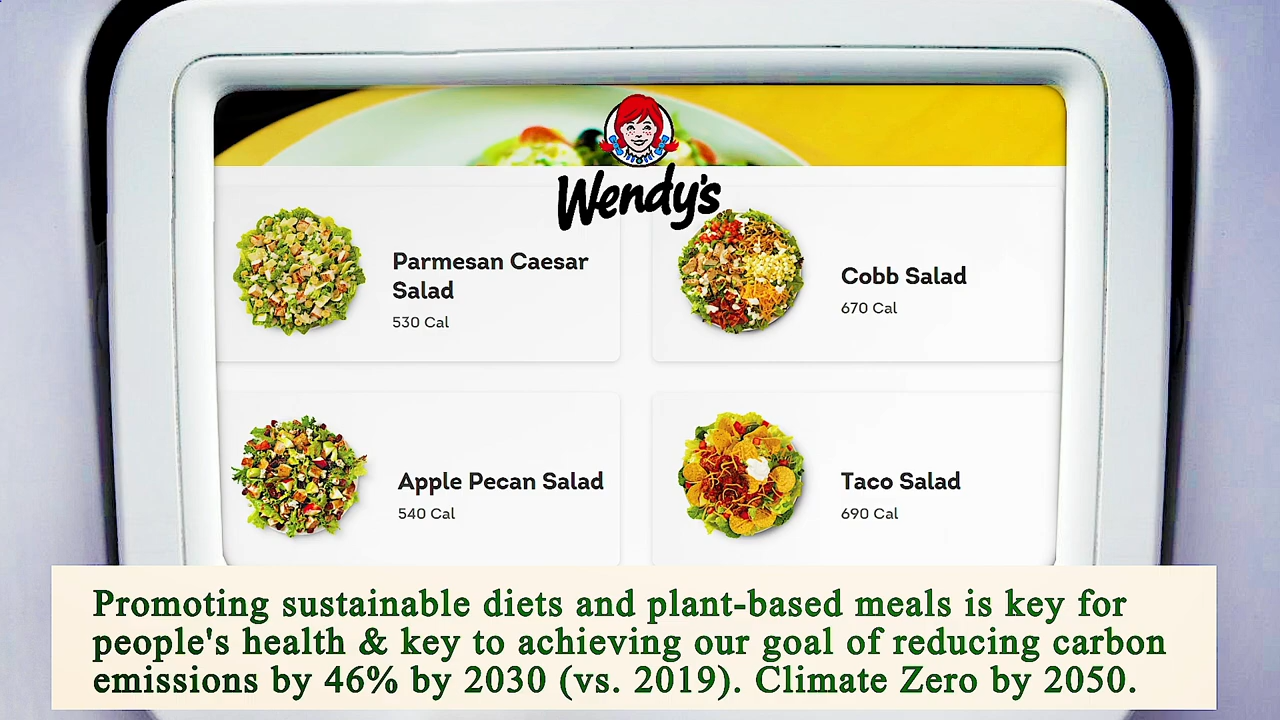 Wendy's
Parmesan Caesar
Salad
530 Cal
Cobb Salad
670 Cal
Apple Pecan Salad
540 Cal
Taco Salad
690 Cal
Promoting sustainable diets and plant-based meals is key for
people's health & key to achieving our goal of reducing carbon
emissions by 46% by 2030 (vs. 2019). Climate Zero by 2050.